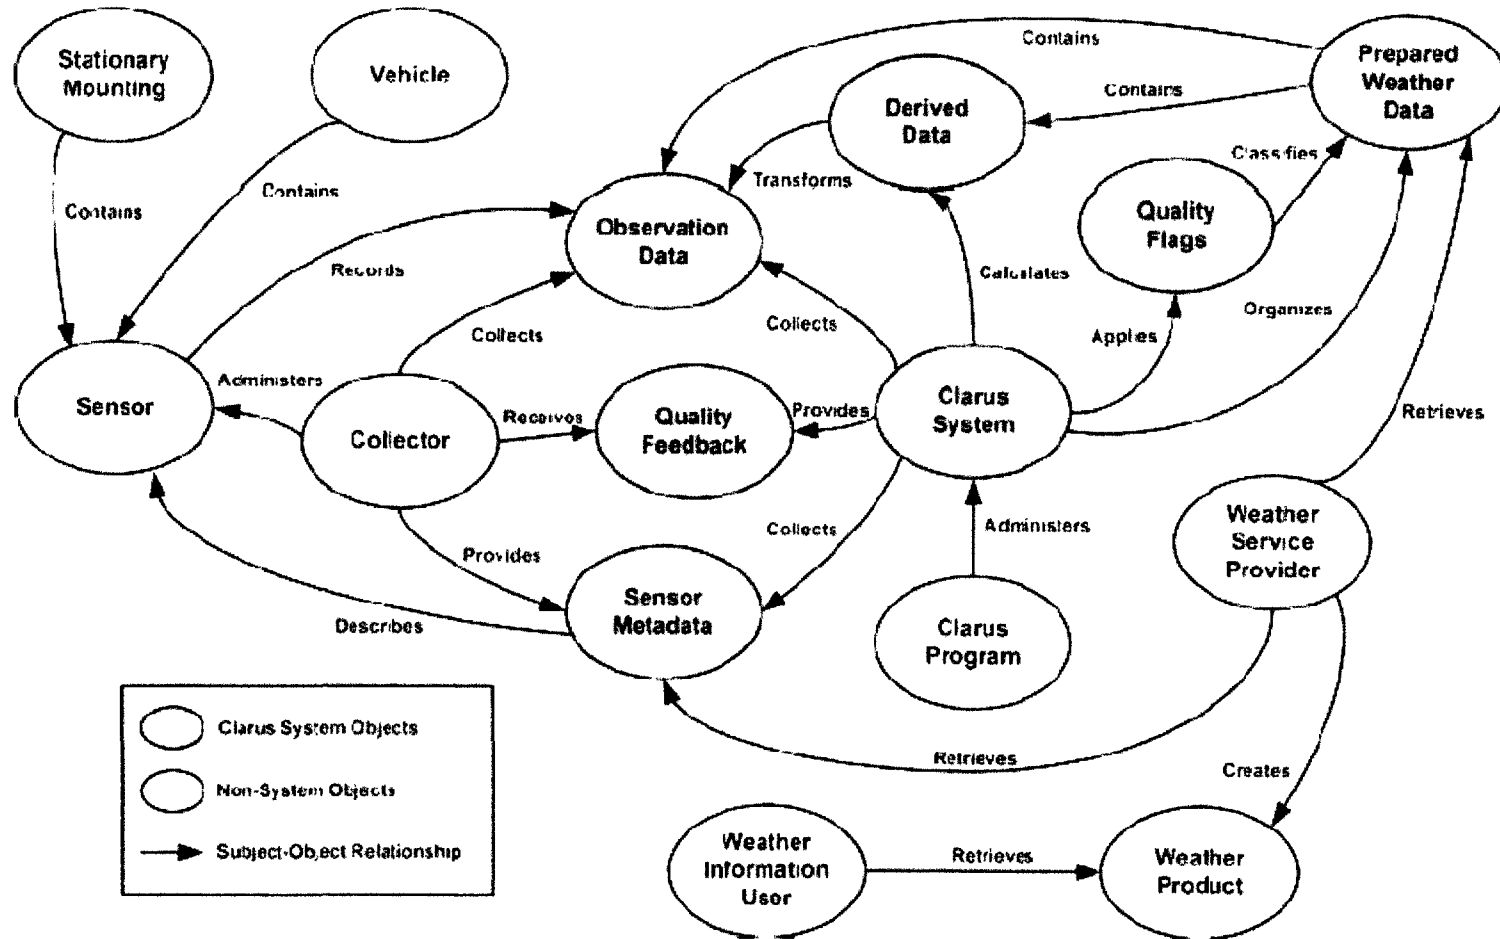 Stationary
Mounting
Vehicle
Contains
Prepared
Weather
Data
Derived
Data
Contains
Classifies
Transforms
Contains
Contains
Quality
Flags
Observation
Data
Records
Calculates
Organizes
Collects
Collects
Applies
Administers
Sensor
Collector
Receives
Quality
Feedback
Provides
Clarus
System
Retrieves
Provides
Collects
Administers
Weather
Service
Provider
Describes
Sensor
Metadata
Clarus
Program
Clarus System Objects
Non-System Objects
Subject-Object Relationship
Retrieves
Creates
Weather
Information
User
Retrieves
Weather
Product